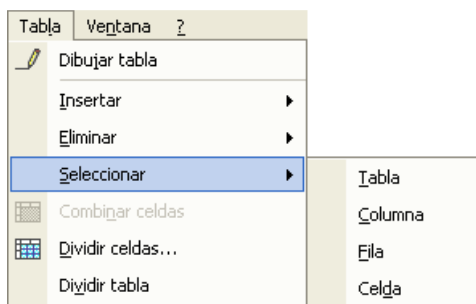 Tabla Ventana ?
Dibujar tabla
Insertar
Eliminar
Seleccionar
Tabla
Combinar celdas
Columna
Dividir celdas...
Fila
Dividir tabla
Celda